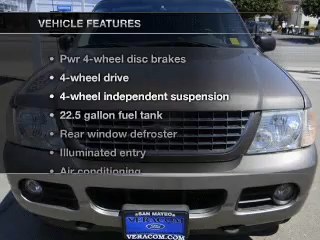 VEHICLE FEATURES
• Pwr 4-wheel disc brakes
• 4-wheel drive
• 4-wheel independent suspension
• 22.5 gallon fuel tank
• Rear window defroster
• Illuminated entry
• Air conditioning
SAN MATEO
Ford
VERACOM.COM